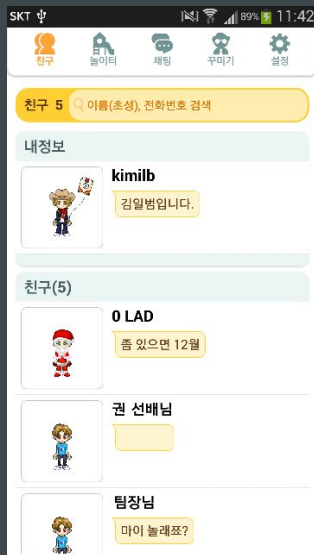 SKT 89% 11:42
친구 놀이터 채팅 꾸미기 설정
친구 5 이름(초성), 전화번호 검색
내정보
kimilb
김일범입니다.
친구(5)
0 LAD
좀 있으면 12월
권 선배님
팀장님
마이 놀래쪼?